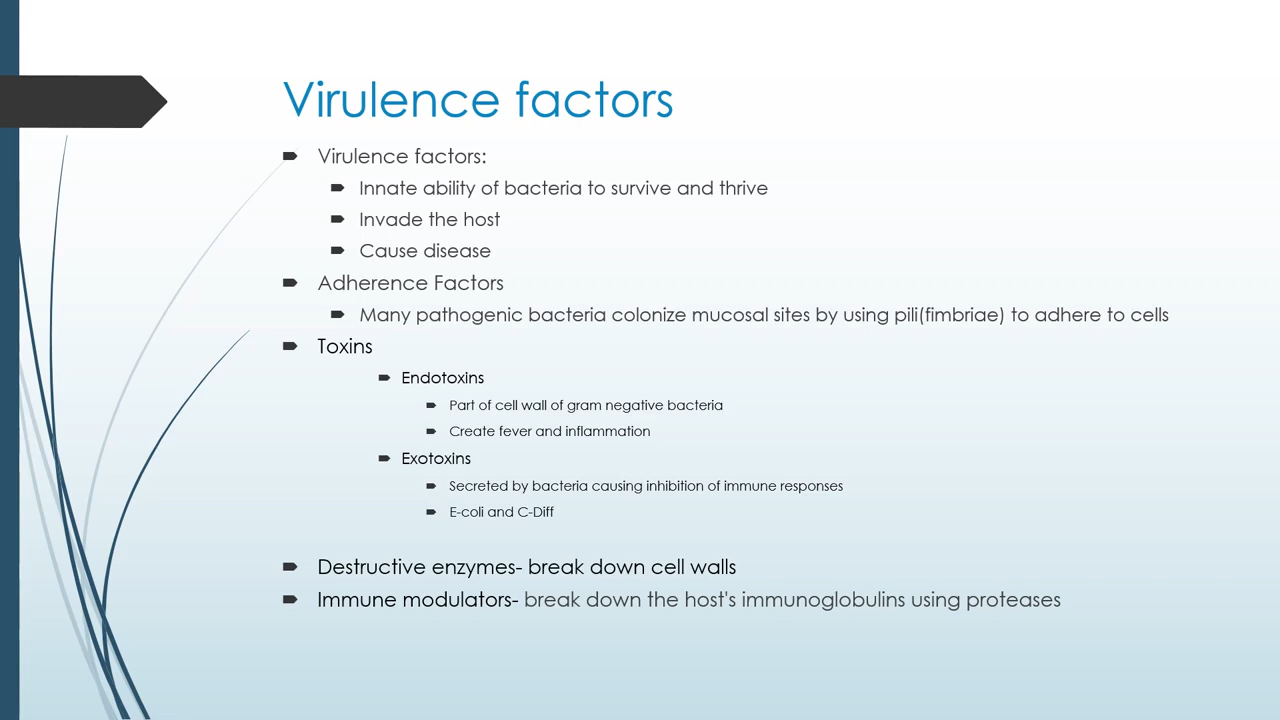 Virulence factors
Virulence factors:
Innate ability of bacteria to survive and thrive
Invade the host
Cause disease
Adherence Factors
Many pathogenic bacteria colonize mucosal sites by using pili(fimbriae) to adhere to cells
Toxins
Endotoxins
Part of cell wall of gram negative bacteria
Create fever and inflammation
Exotoxins
Secreted by bacteria causing inhibition of immune responses
E-coli and C-Diff
Destructive enzymes- break down cell walls
Immune modulators- break down the host's immunoglobulins using proteases